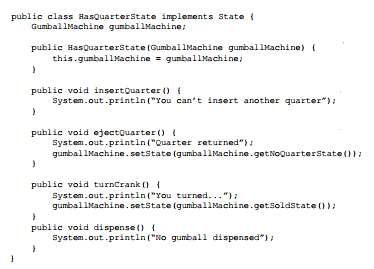 public class HasQuarterState implements State {
    GumballMachine gumballMachine;

    public HasQuarterState(GumballMachine gumballMachine) {
        this.gumballMachine = gumballMachine;
    }

    public void insertQuarter() {
        System.out.println("You can't insert another quarter");
    }

    public void ejectQuarter() {
        System.out.println("Quarter returned");
        gumballMachine.setState(gumballMachine.getNoQuarterState());
    }

    public void turnCrank() {
        System.out.println("You turned...");
        gumballMachine.setState(gumballMachine.getSoldState());
    }
    public void dispense() {
        System.out.println("No gumball dispensed");
    }
}